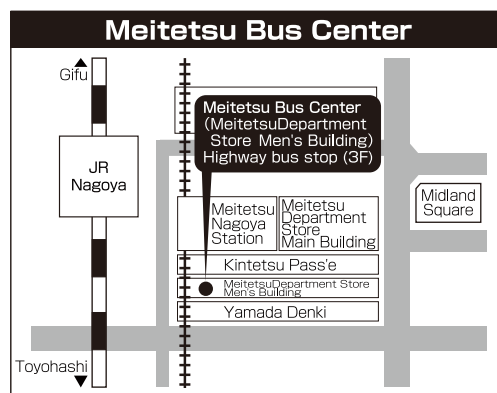 Meitetsu Bus Center
Gifu
Meitetsu Bus Center
(MeitetsuDepartment
Store Men's Building)
Highway bus stop (3F)
JR
Nagoya
Meitetsu
Nagoya
Station
Meitetsu
Department
Store
Main Building
Midland
Square
Kintetsu Pass'e
MeitetsuDepartment Store
Men's Building
Yamada Denki
Toyohashi